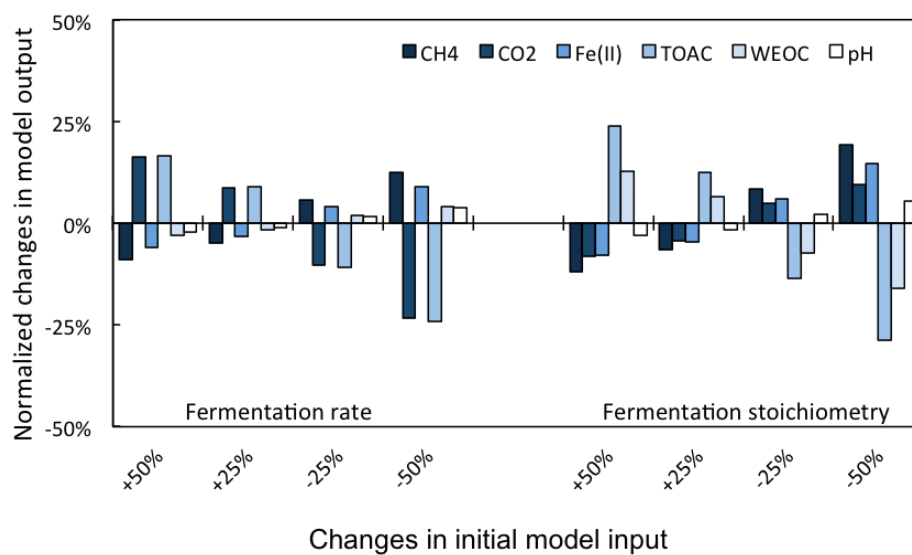 50%
CH4 CO2 Fe(II) TOAC WEOC pH
25%
0%
-25%
-50%
Normalized changes in model output
Fermentation rate
Fermentation stoichiometry
+50% +25% -25% -50% +50% +25% -25% -50%
Changes in initial model input